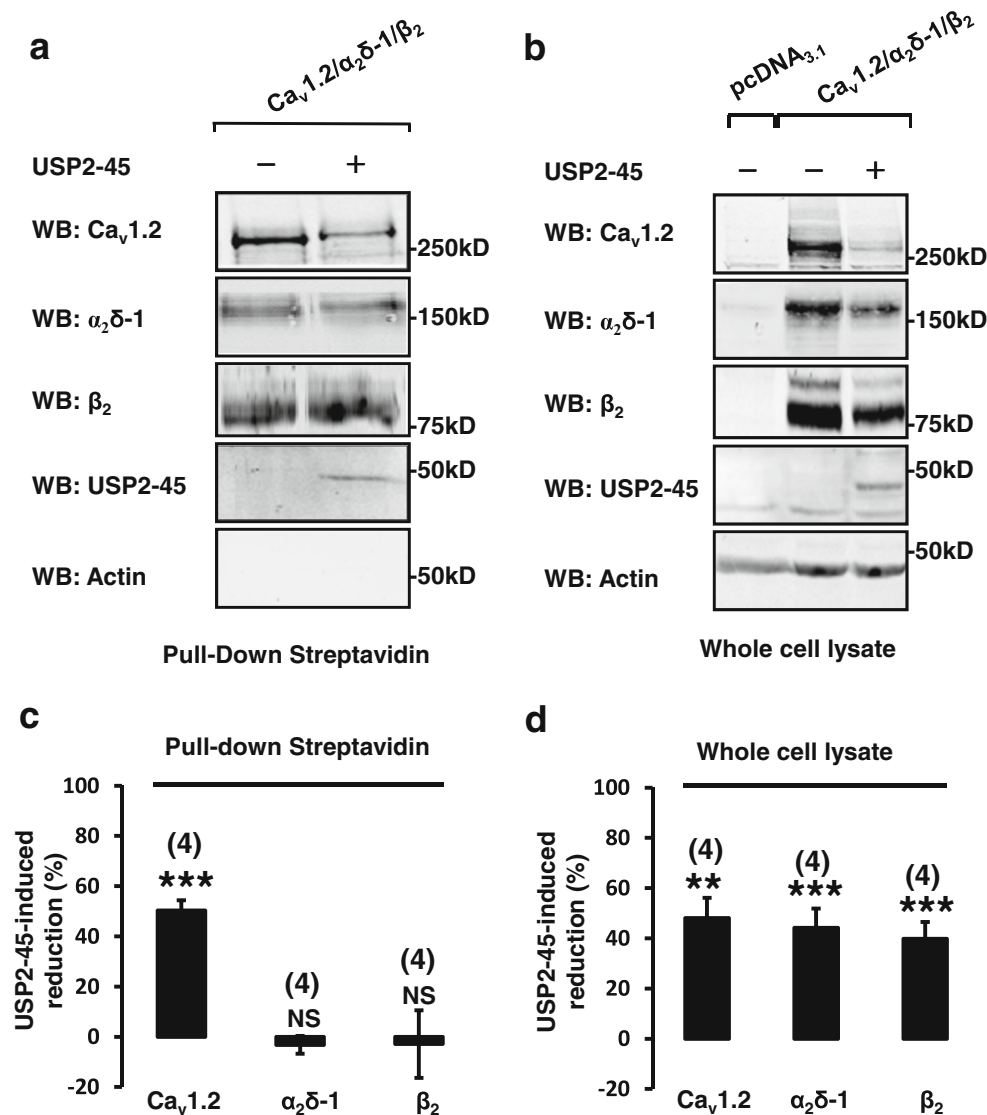 a
Caᵥ1.2/α₂δ-1/β₂
USP2-45
− +
WB: Caᵥ1.2
-250kD
WB: α₂δ-1
-150kD
WB: β₂
-75kD
WB: USP2-45
-50kD
WB: Actin
-50kD
Pull-Down Streptavidin
b
pcDNA₃.₁
Caᵥ1.2/α₂δ-1/β₂
USP2-45
− − +
WB: Caᵥ1.2
-250kD
WB: α₂δ-1
-150kD
WB: β₂
-75kD
WB: USP2-45
-50kD
WB: Actin
-50kD
Whole cell lysate
c
Pull-down Streptavidin
USP2-45-induced
reduction (%)
100
80
60
40
20
0
-20
(4)
***
(4)
NS
(4)
NS
Caᵥ1.2 α₂δ-1 β₂
d
Whole cell lysate
USP2-45-induced
reduction (%)
100
80
60
40
20
0
-20
(4)
**
(4)
***
(4)
***
Caᵥ1.2 α₂δ-1 β₂